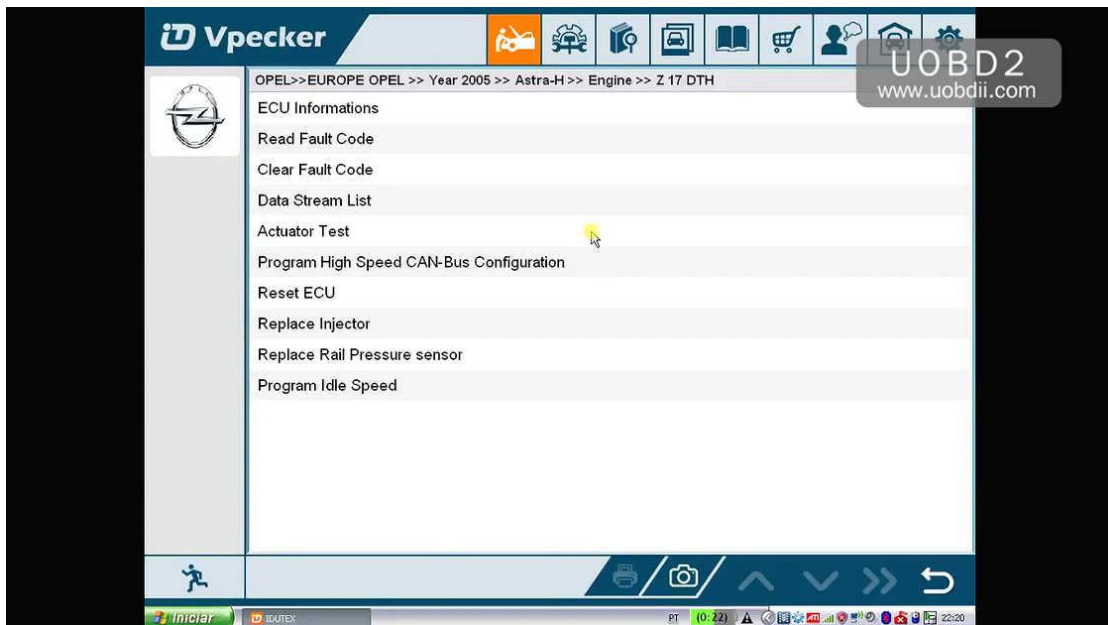 Vpecker
UOBD2
www.uobdii.com
OPEL>>EUROPE OPEL >> Year 2005 >> Astra-H >> Engine >> Z 17 DTH
ECU Informations
Read Fault Code
Clear Fault Code
Data Stream List
Actuator Test
Program High Speed CAN-Bus Configuration
Reset ECU
Replace Injector
Replace Rail Pressure sensor
Program Idle Speed
Iniciar
IDUTEX
PT
(0:22)
22:20